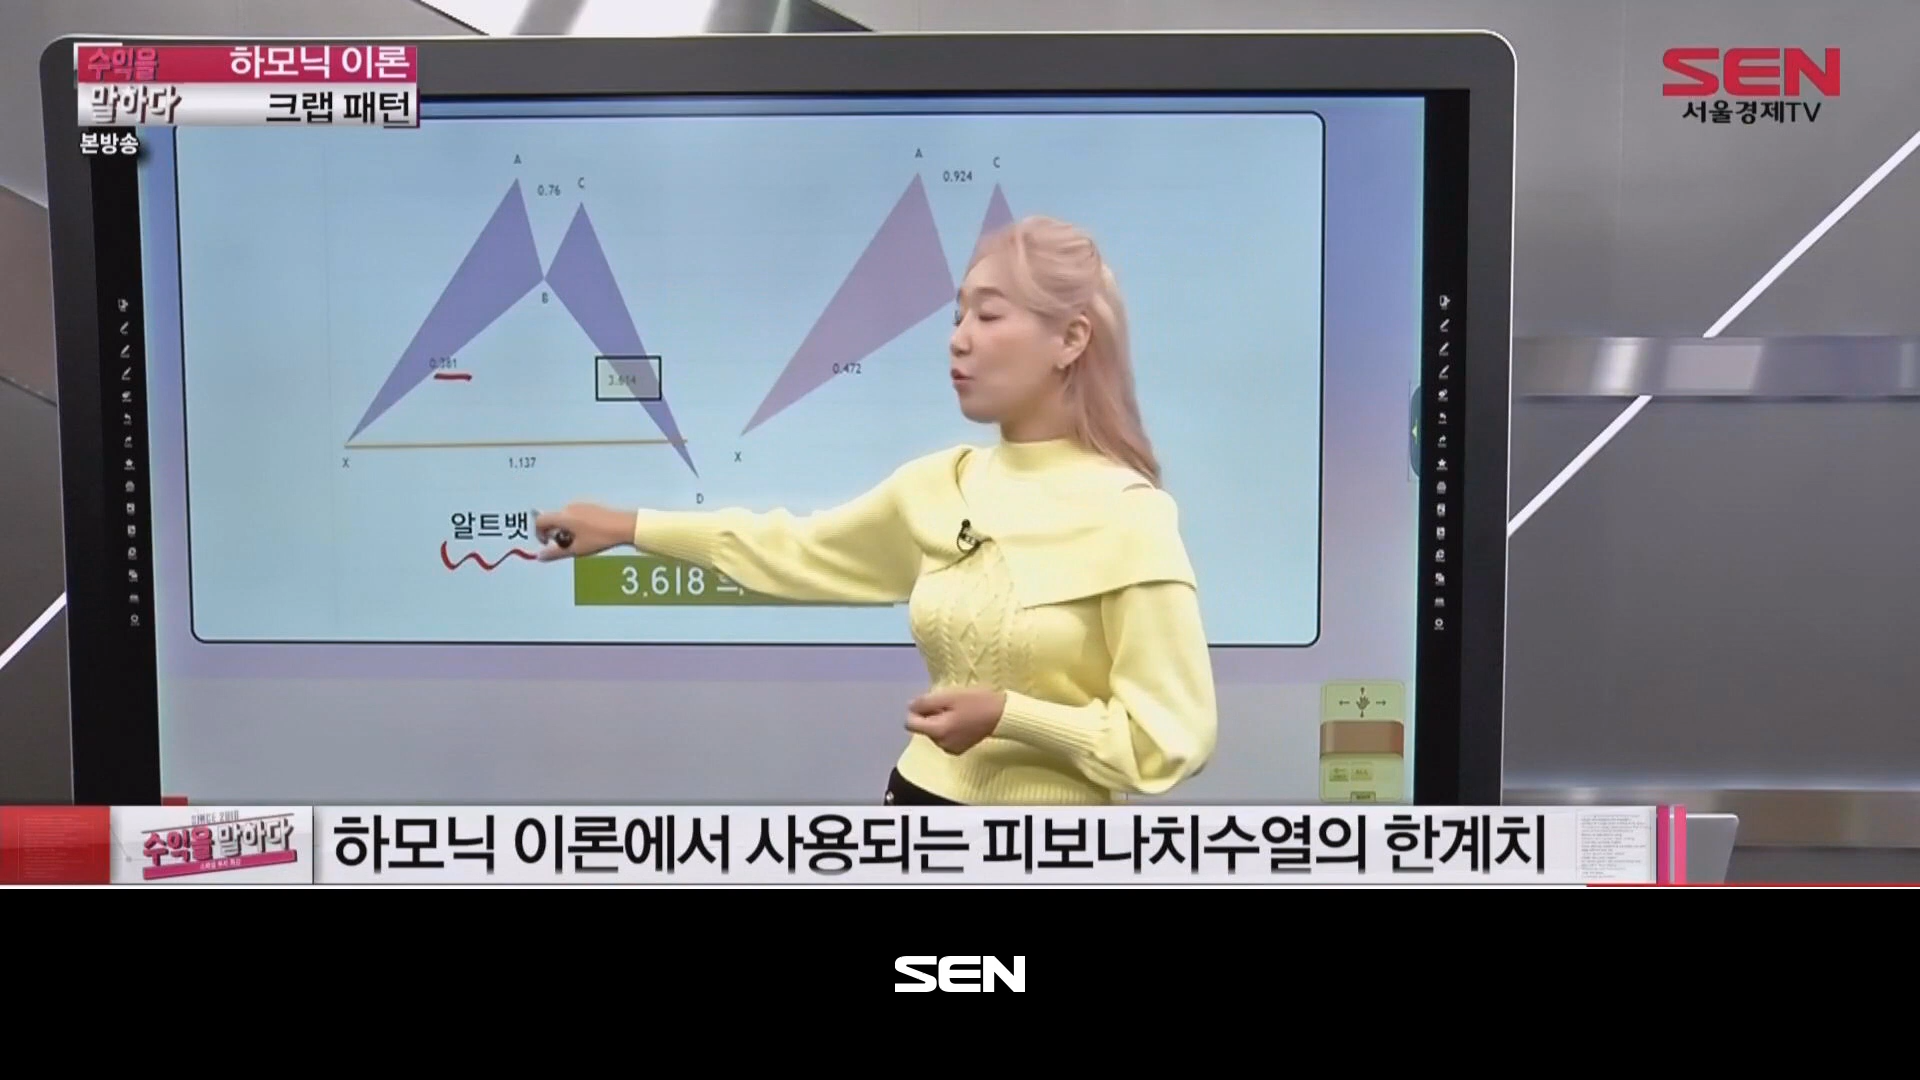 수익을
말하다
하모닉 이론
크랩 패턴
본방송
SEN
서울경제TV
A
0.76
C
B
0.381
3.614
X
1.137
D
알트뱃
A
0.924
C
0.472
X
3.618
수익을 말하다
하모닉 이론에서 사용되는 피보나치수열의 한계치
SEN